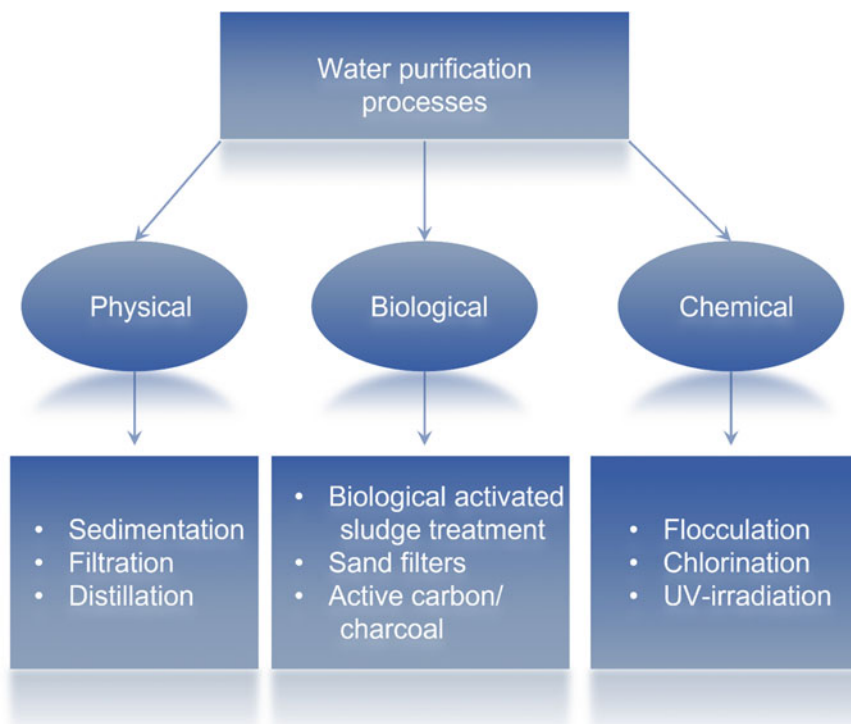 Water purification
processes
Physical
Biological
Chemical
• Sedimentation
• Filtration
• Distillation
• Biological activated
sludge treatment
• Sand filters
• Active carbon/
charcoal
• Flocculation
• Chlorination
• UV-irradiation